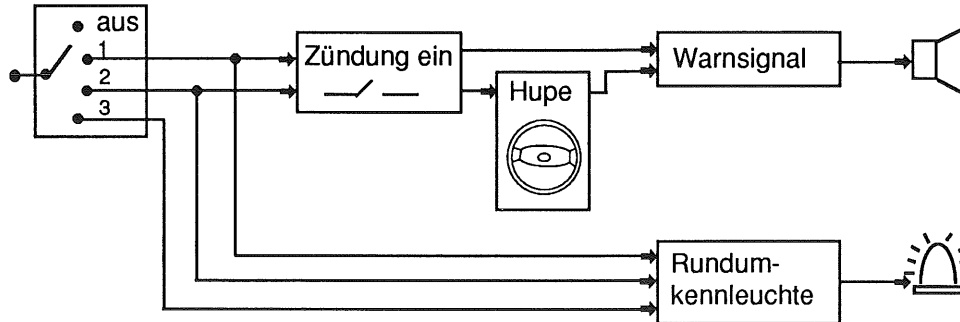 aus
1
2
3
Zündung ein
Hupe
Warnsignal
Rundum-
kennleuchte